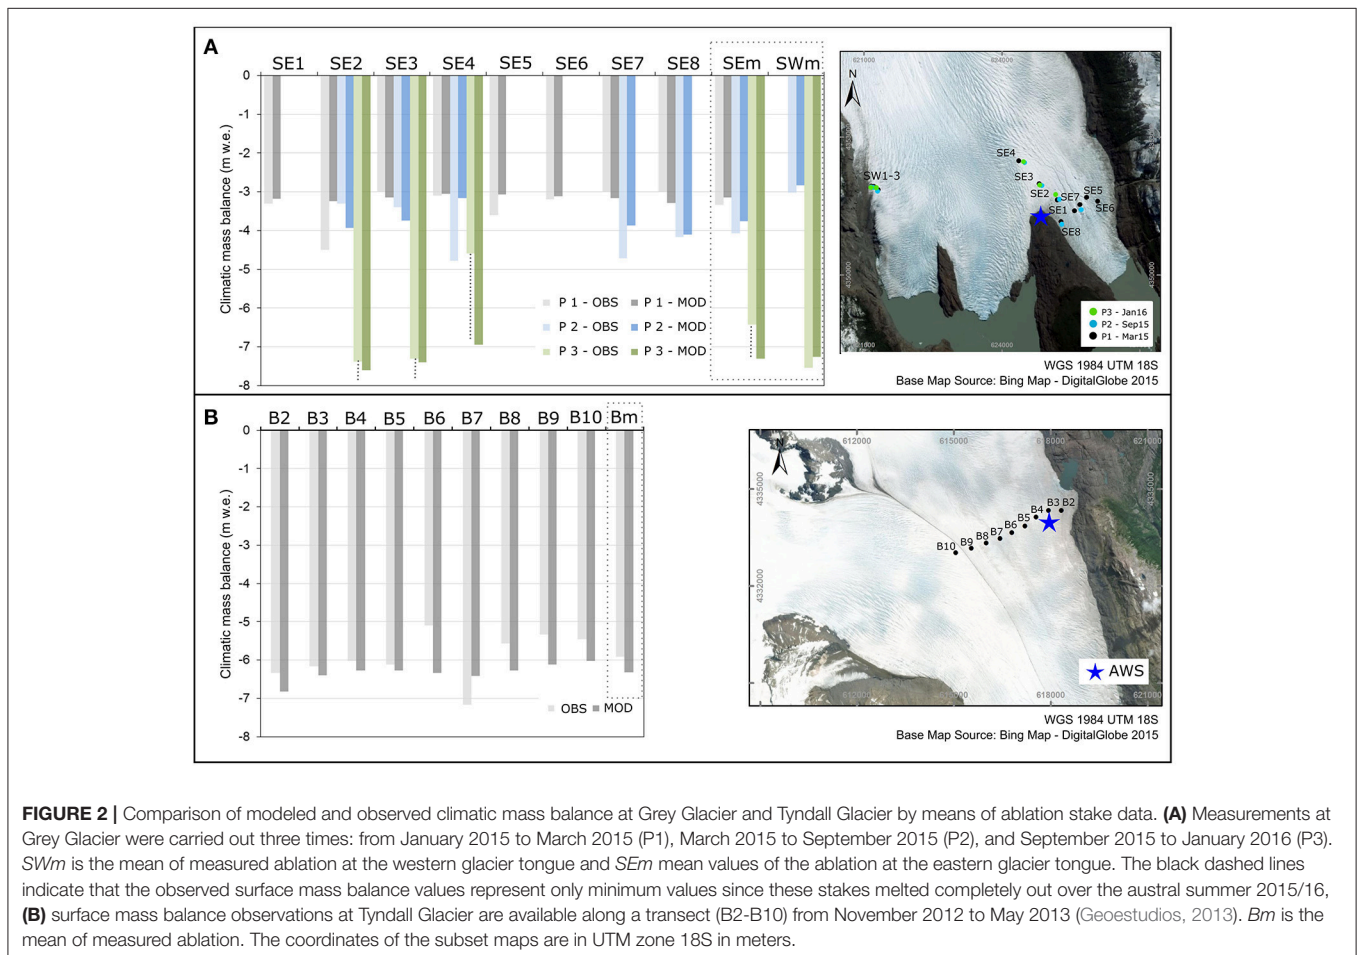 A
SE1 SE2 SE3 SE4 SE5 SE6 SE7 SE8 SEm SWm
Climatic mass balance (m w.e.)
0
-1
-2
-3
-4
-5
-6
-7
-8
P 1 - OBS P 1 - MOD
P 2 - OBS P 2 - MOD
P 3 - OBS P 3 - MOD
621000 624000
N
SE4
SW1-3
SE3
SE2
SE7
SE5
SE1
SE6
SE8
4350000 4350000
P3 - Jan16
P2 - Sep15
P1 - Mar15
624000
WGS 1984 UTM 18S
Base Map Source: Bing Map - DigitalGlobe 2015
B
B2 B3 B4 B5 B6 B7 B8 B9 B10 Bm
Climatic mass balance (m w.e.)
0
-1
-2
-3
-4
-5
-6
-7
-8
OBS MOD
612000 615000 618000 621000
N
4335000 4335000
B3 B2
B4
B5
B6
B7
B8
B9
B10
4332000
AWS
612000 615000 618000 621000
WGS 1984 UTM 18S
Base Map Source: Bing Map - DigitalGlobe 2015
FIGURE 2 | Comparison of modeled and observed climatic mass balance at Grey Glacier and Tyndall Glacier by means of ablation stake data. (A) Measurements at
Grey Glacier were carried out three times: from January 2015 to March 2015 (P1), March 2015 to September 2015 (P2), and September 2015 to January 2016 (P3).
SWm is the mean of measured ablation at the western glacier tongue and SEm mean values of the ablation at the eastern glacier tongue. The black dashed lines
indicate that the observed surface mass balance values represent only minimum values since these stakes melted completely out over the austral summer 2015/16,
(B) surface mass balance observations at Tyndall Glacier are available along a transect (B2-B10) from November 2012 to May 2013 (Geoestudios, 2013). Bm is the
mean of measured ablation. The coordinates of the subset maps are in UTM zone 18S in meters.